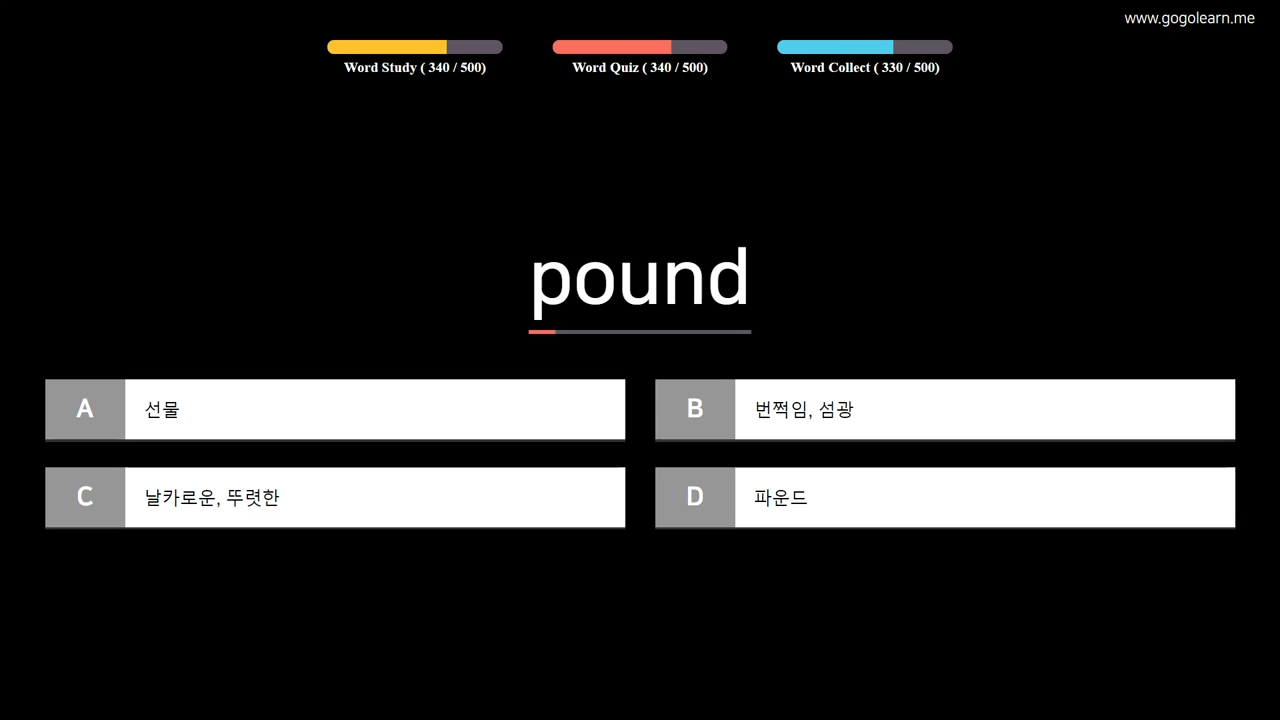 www.gogolearn.me
Word Study ( 340 / 500)
Word Quiz ( 340 / 500)
Word Collect ( 330 / 500)
pound
A 선물
B 번쩍임, 섬광
C 날카로운, 뚜렷한
D 파운드